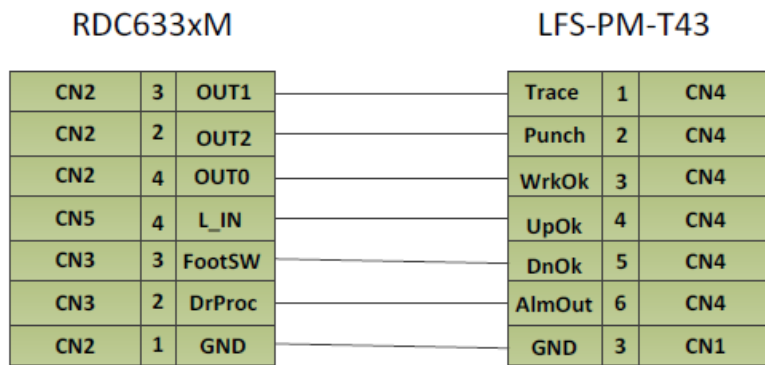 RDC633xM LFS-PM-T43
CN2 3 OUT1 Trace 1 CN4
CN2 2 OUT2 Punch 2 CN4
CN2 4 OUT0 WrkOk 3 CN4
CN5 4 L_IN UpOk 4 CN4
CN3 3 FootSW DnOk 5 CN4
CN3 2 DrProc AlmOut 6 CN4
CN2 1 GND GND 3 CN1